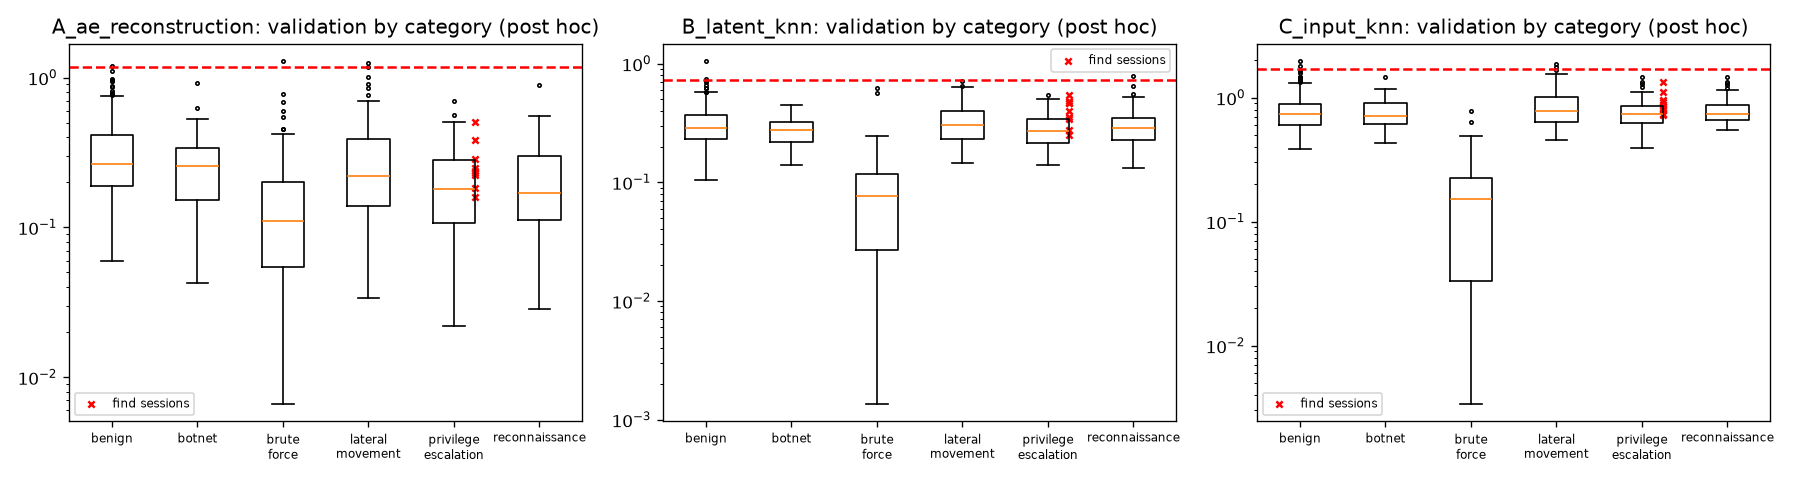 A_ae_reconstruction: validation by category (post hoc)
10^0
10^-1
10^-2
find sessions
benign
botnet
brute
force
lateral
movement
privilege
escalation
reconnaissance
B_latent_knn: validation by category (post hoc)
find sessions
10^0
10^-1
10^-2
10^-3
benign
botnet
brute
force
lateral
movement
privilege
escalation
reconnaissance
C_input_knn: validation by category (post hoc)
10^0
10^-1
10^-2
find sessions
benign
botnet
brute
force
lateral
movement
privilege
escalation
reconnaissance